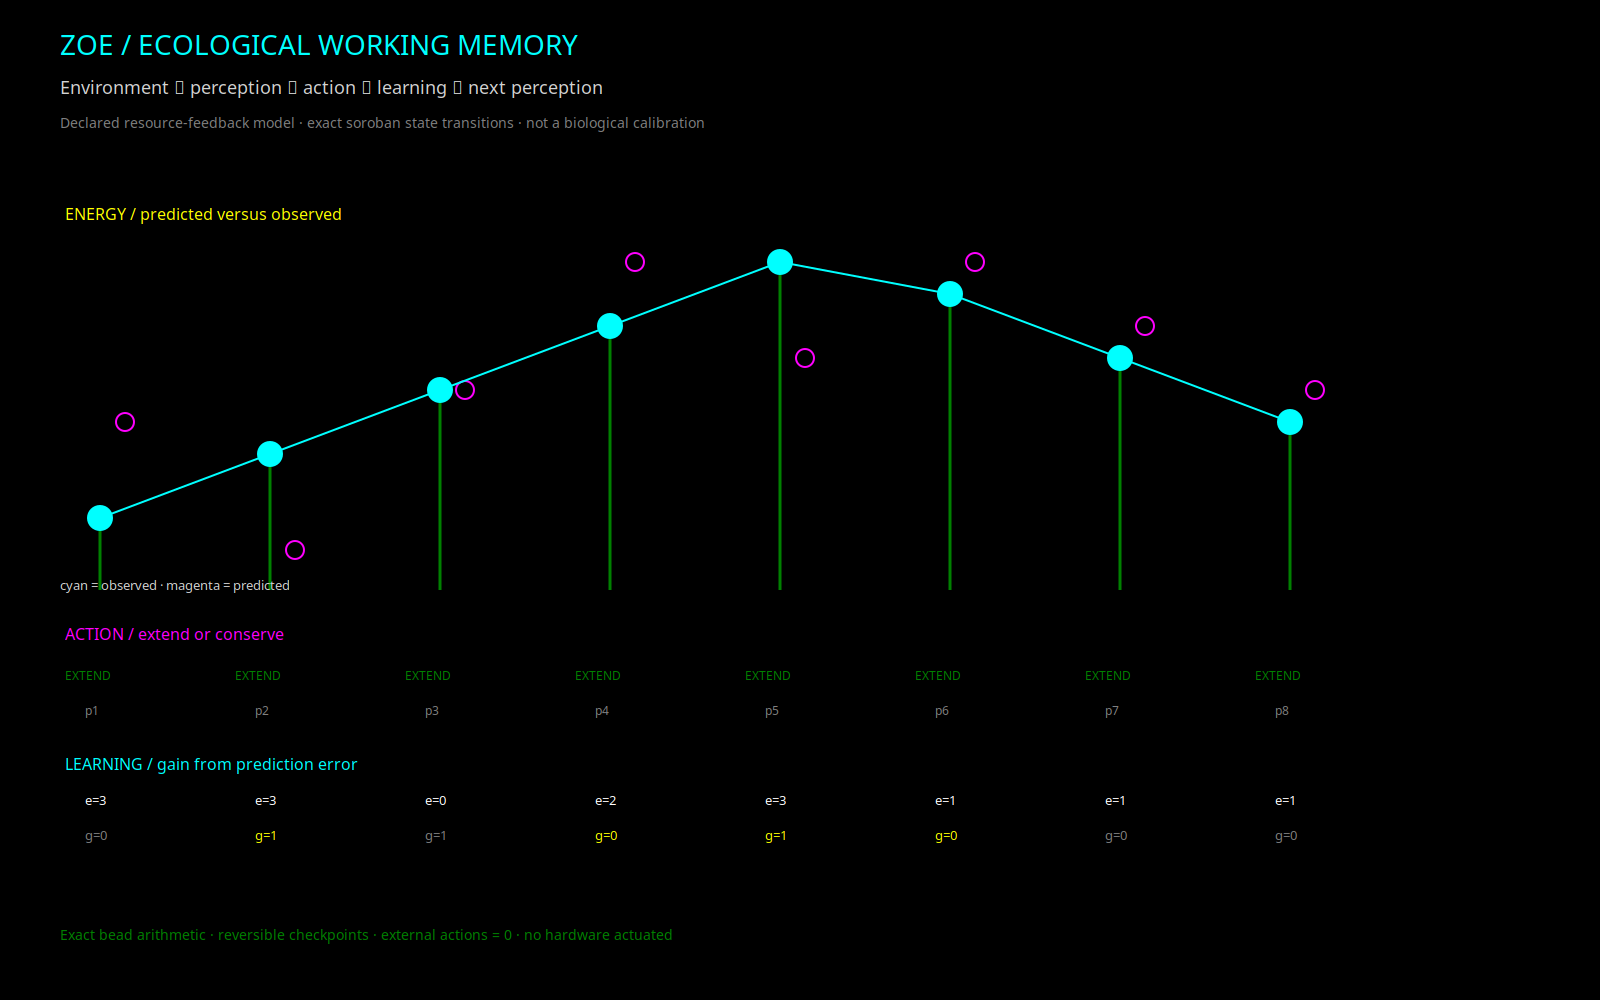 ZOE / ECOLOGICAL WORKING MEMORY
Environment ▯ perception ▯ action ▯ learning ▯ next perception
Declared resource-feedback model · exact soroban state transitions · not a biological calibration
ENERGY / predicted versus observed
cyan = observed · magenta = predicted
ACTION / extend or conserve
EXTEND EXTEND EXTEND EXTEND EXTEND EXTEND EXTEND EXTEND
p1 p2 p3 p4 p5 p6 p7 p8
LEARNING / gain from prediction error
e=3 e=3 e=0 e=2 e=3 e=1 e=1 e=1
g=0 g=1 g=1 g=0 g=1 g=0 g=0 g=0
Exact bead arithmetic · reversible checkpoints · external actions = 0 · no hardware actuated